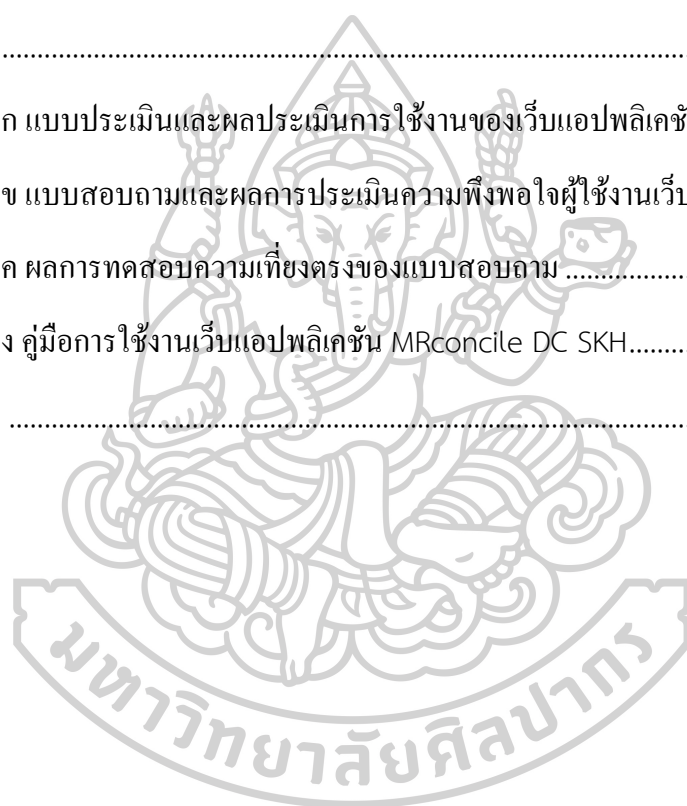 ................................................................................
ก แบบประเมินและผลประเมินการใช้งานของเว็บแอปพลิเคชั
ข แบบสอบถามและผลการประเมินความพึงพอใจผู้ใช้งานเว็บ
ค ผลการทดสอบความเที่ยงตรงของแบบสอบถาม ..................
ง คู่มือการใช้งานเว็บแอปพลิเคชัน MRconcile DC SKH.........
................................................................................
มหาวิทยาลัยศิลปากร